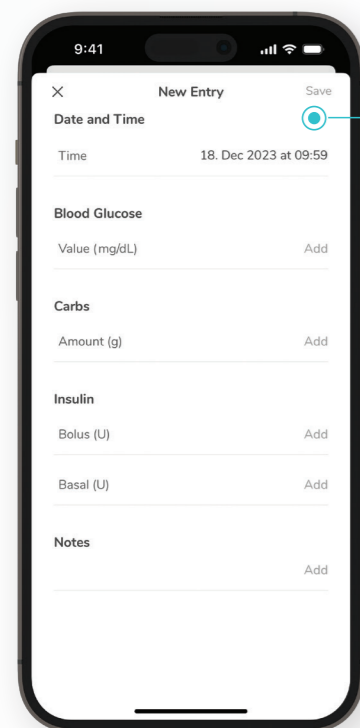 9:41
New Entry Save
Date and Time
Time 18. Dec 2023 at 09:59
Blood Glucose
Value (mg/dL) Add
Carbs
Amount (g) Add
Insulin
Bolus (U) Add
Basal (U) Add
Notes
Add